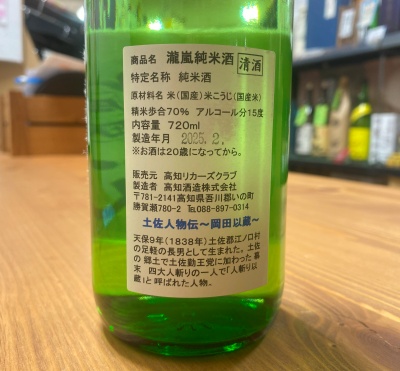 商品名 瀧嵐純米酒 清酒
特定名称 純米酒
原材料名 米(国産)米こうじ(国産米)
精米歩合70% アルコール分15度
内容量 720ml
製造年月 2025.2,
※お酒は20歳になってから。
販売元 高知リカーズクラブ
製造者 高知酒造株式会社
〒781-2141高知県吾川郡いの町
勝賀瀬780-2 ℡088-897-0314
土佐人物伝~岡田以蔵~
天保9年(1838年)土佐郡江ノ口村
の足軽の長男として生まれた。土佐
の郷士で土佐勤王党に加わった 幕
末 四大人斬りの一人で「人斬り以
蔵」と呼ばれた人物。